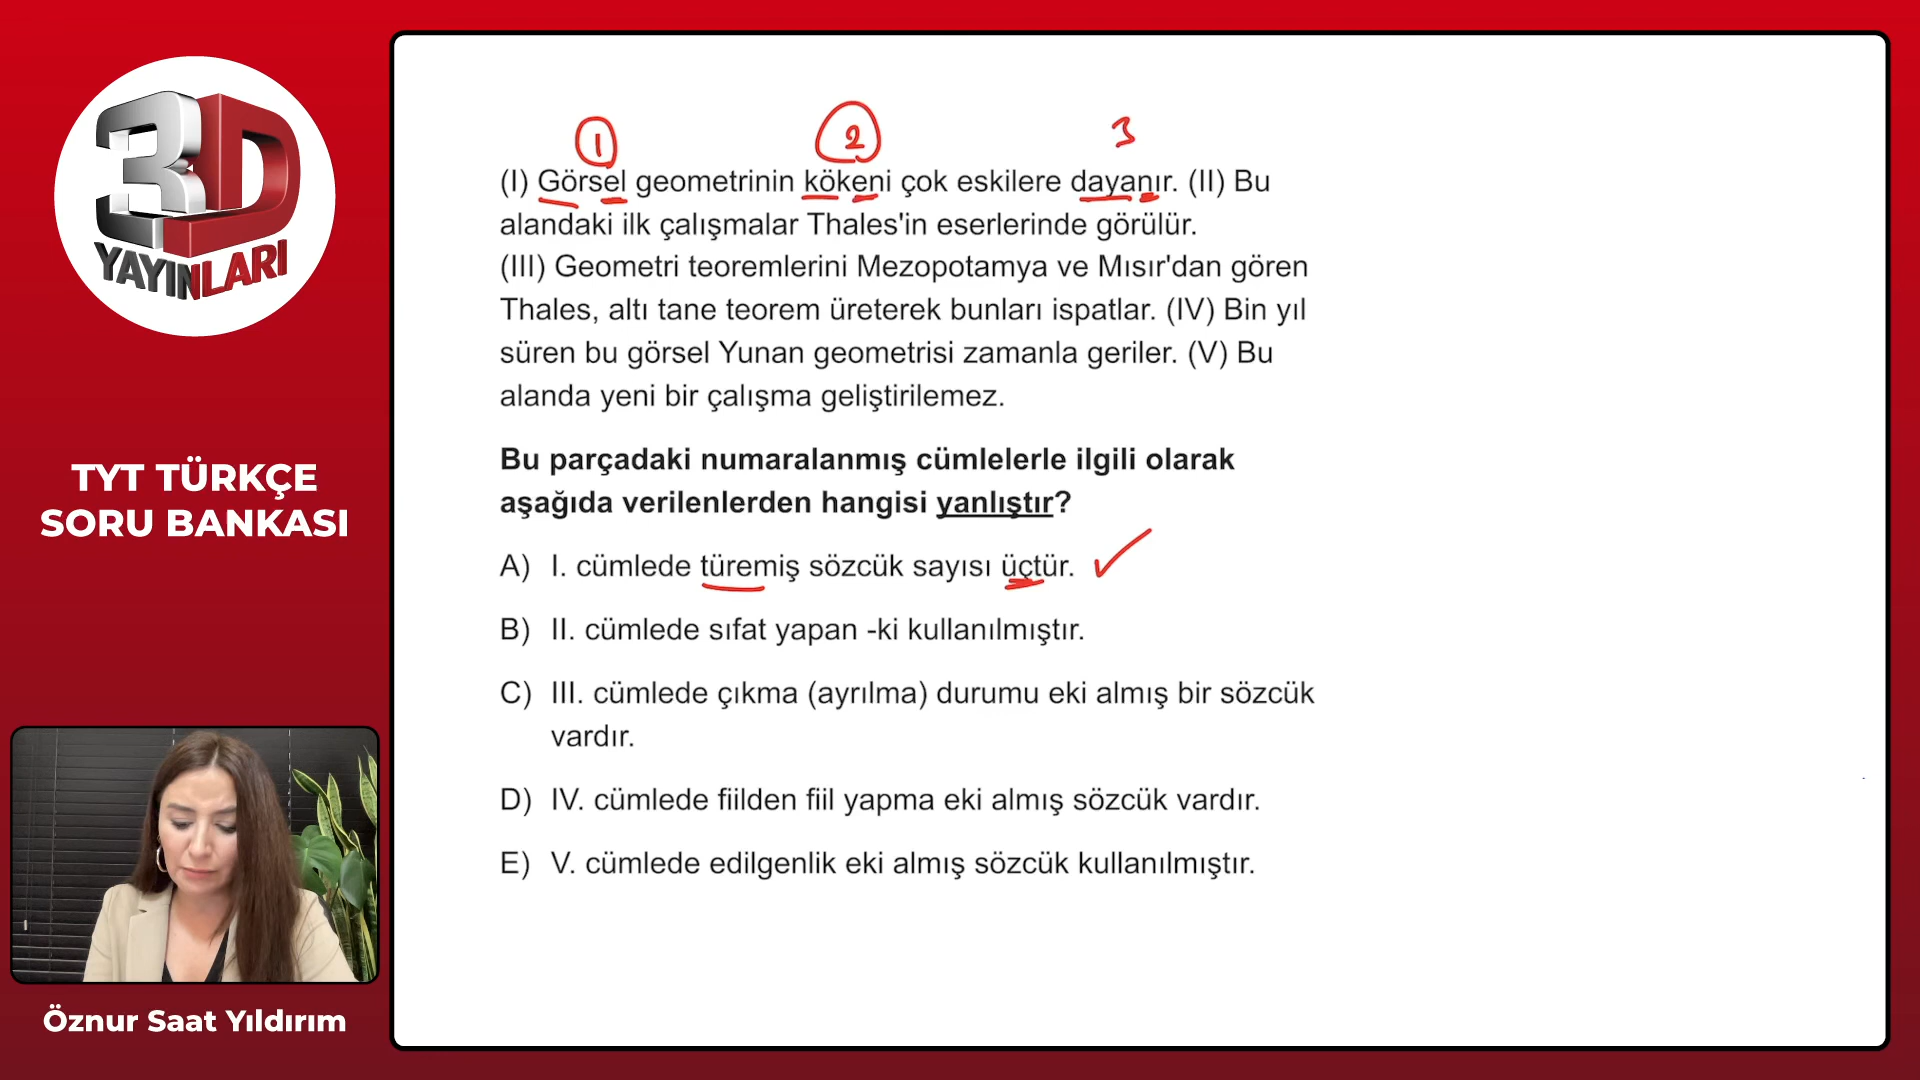 3D
YAYINLARI
TYT TÜRKÇE
SORU BANKASI
Öznur Saat Yıldırım
1 2 3
(I) Görsel geometrinin kökeni çok eskilere dayanır. (II) Bu
alandaki ilk çalışmalar Thales'in eserlerinde görülür.
(III) Geometri teoremlerini Mezopotamya ve Mısır'dan gören
Thales, altı tane teorem üreterek bunları ispatlar. (IV) Bin yıl
süren bu görsel Yunan geometrisi zamanla geriler. (V) Bu
alanda yeni bir çalışma geliştirilemez.
Bu parçadaki numaralanmış cümlelerle ilgili olarak
aşağıda verilenlerden hangisi yanlıştır?
A) I. cümlede türemiş sözcük sayısı üçtür.
B) II. cümlede sıfat yapan -ki kullanılmıştır.
C) III. cümlede çıkma (ayrılma) durumu eki almış bir sözcük
vardır.
D) IV. cümlede fiilden fiil yapma eki almış sözcük vardır.
E) V. cümlede edilgenlik eki almış sözcük kullanılmıştır.